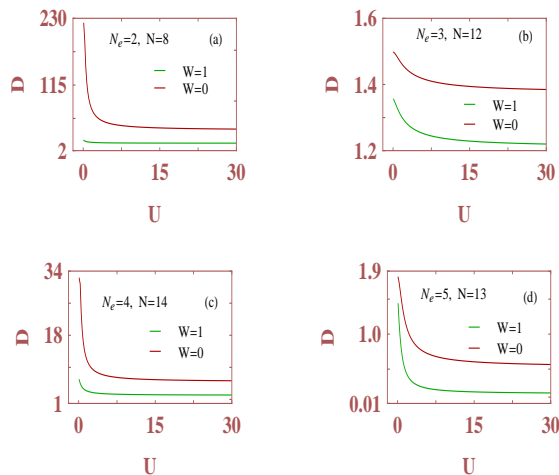 230
N_e=2, N=8
(a)
D
115
W=1
W=0
2
0
15
30
U
1.6
N_e=3, N=12
(b)
D
1.4
W=1
W=0
1.2
0
15
30
U
34
N_e=4, N=14
(c)
D
18
W=1
W=0
1
0
15
30
U
1.9
N_e=5, N=13
(d)
D
1.0
W=1
W=0
0.01
0
15
30
U